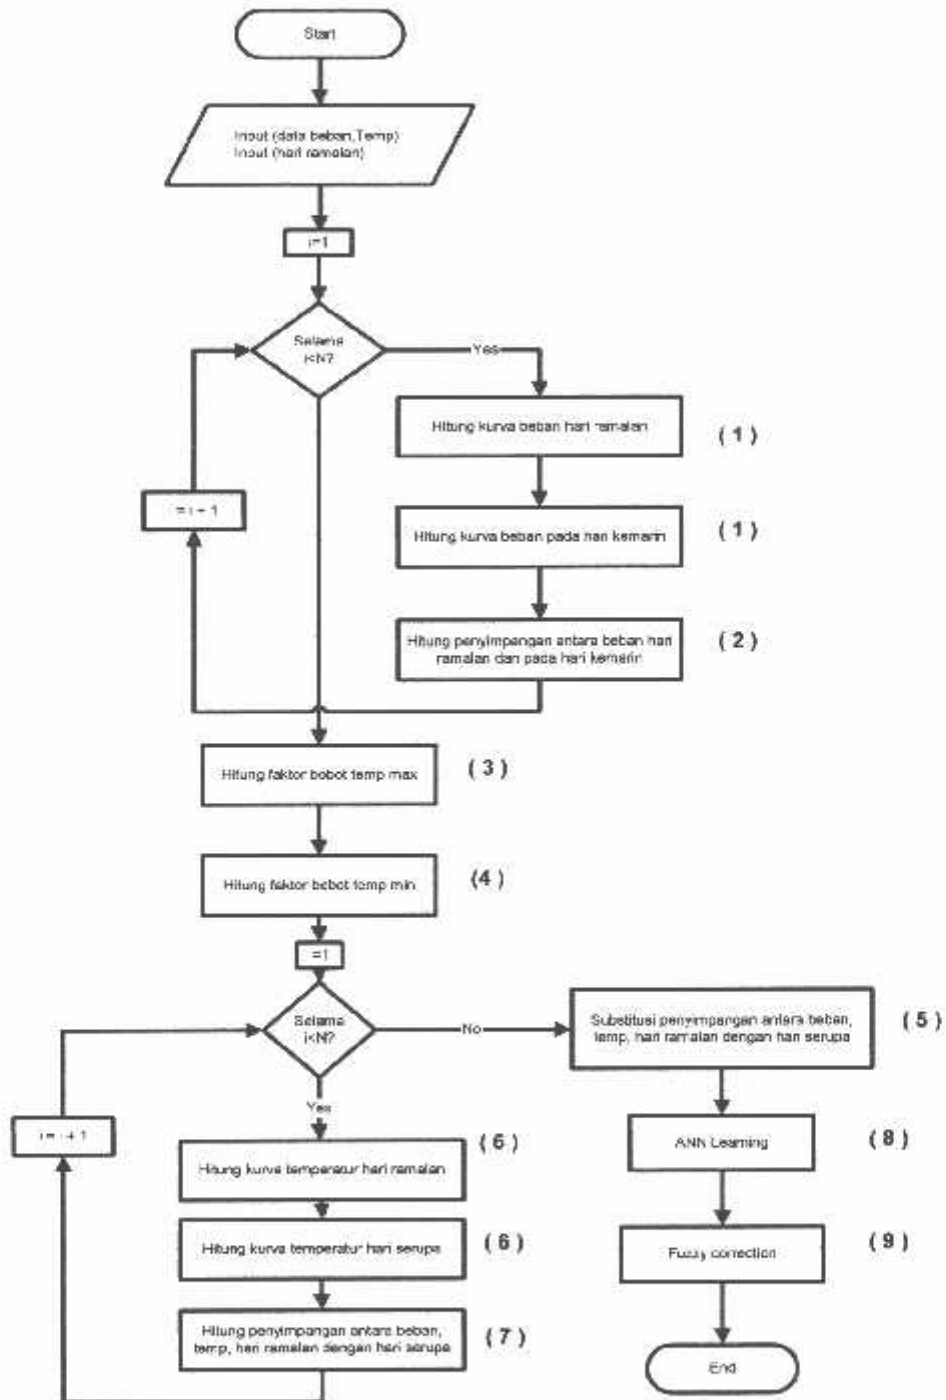 Start
Input (data beban,Temp)
Input (hari ramalan)
i=1
Selama
i<N?
Yes
Hitung kurva beban hari ramalan
( 1 )
Hitung kurva beban pada hari kemarin
( 1 )
= i + 1
Hitung penyimpangan antara beban hari
ramalan dan pada hari kemarin
( 2 )
Hitung faktor bobot temp max
( 3 )
Hitung faktor bobot temp min
(4 )
=1
Selama
i<N?
No
Substitusi penyimpangan antara beban,
temp, hari ramalan dengan hari serupa
( 5 )
Yes
i= i + 1
ANN Learning
( 8 )
Hitung kurva temperatur hari ramalan
( 6 )
Hitung kurva temperatur hari serupa
( 6 )
Fuzzy correction
( 9 )
Hitung penyimpangan antara beban,
temp, hari ramalan dengan hari serupa
( 7 )
End